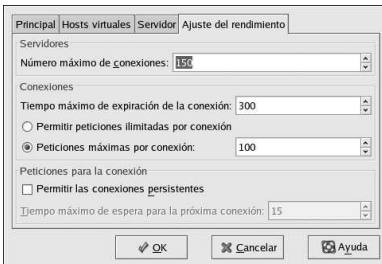 Principal Hosts virtuales Servidor Ajuste del rendimiento
Servidores
Número máximo de conexiones: 150
Conexiones
Tiempo máximo de expiración de la conexión: 300
Permitir peticiones ilimitadas por conexión
Peticiones máximas por conexión: 100
Peticiones para la conexión
Permitir las conexiones persistentes
Tiempo máximo de espera para la próxima conexión: 15
OK Cancelar Ayuda